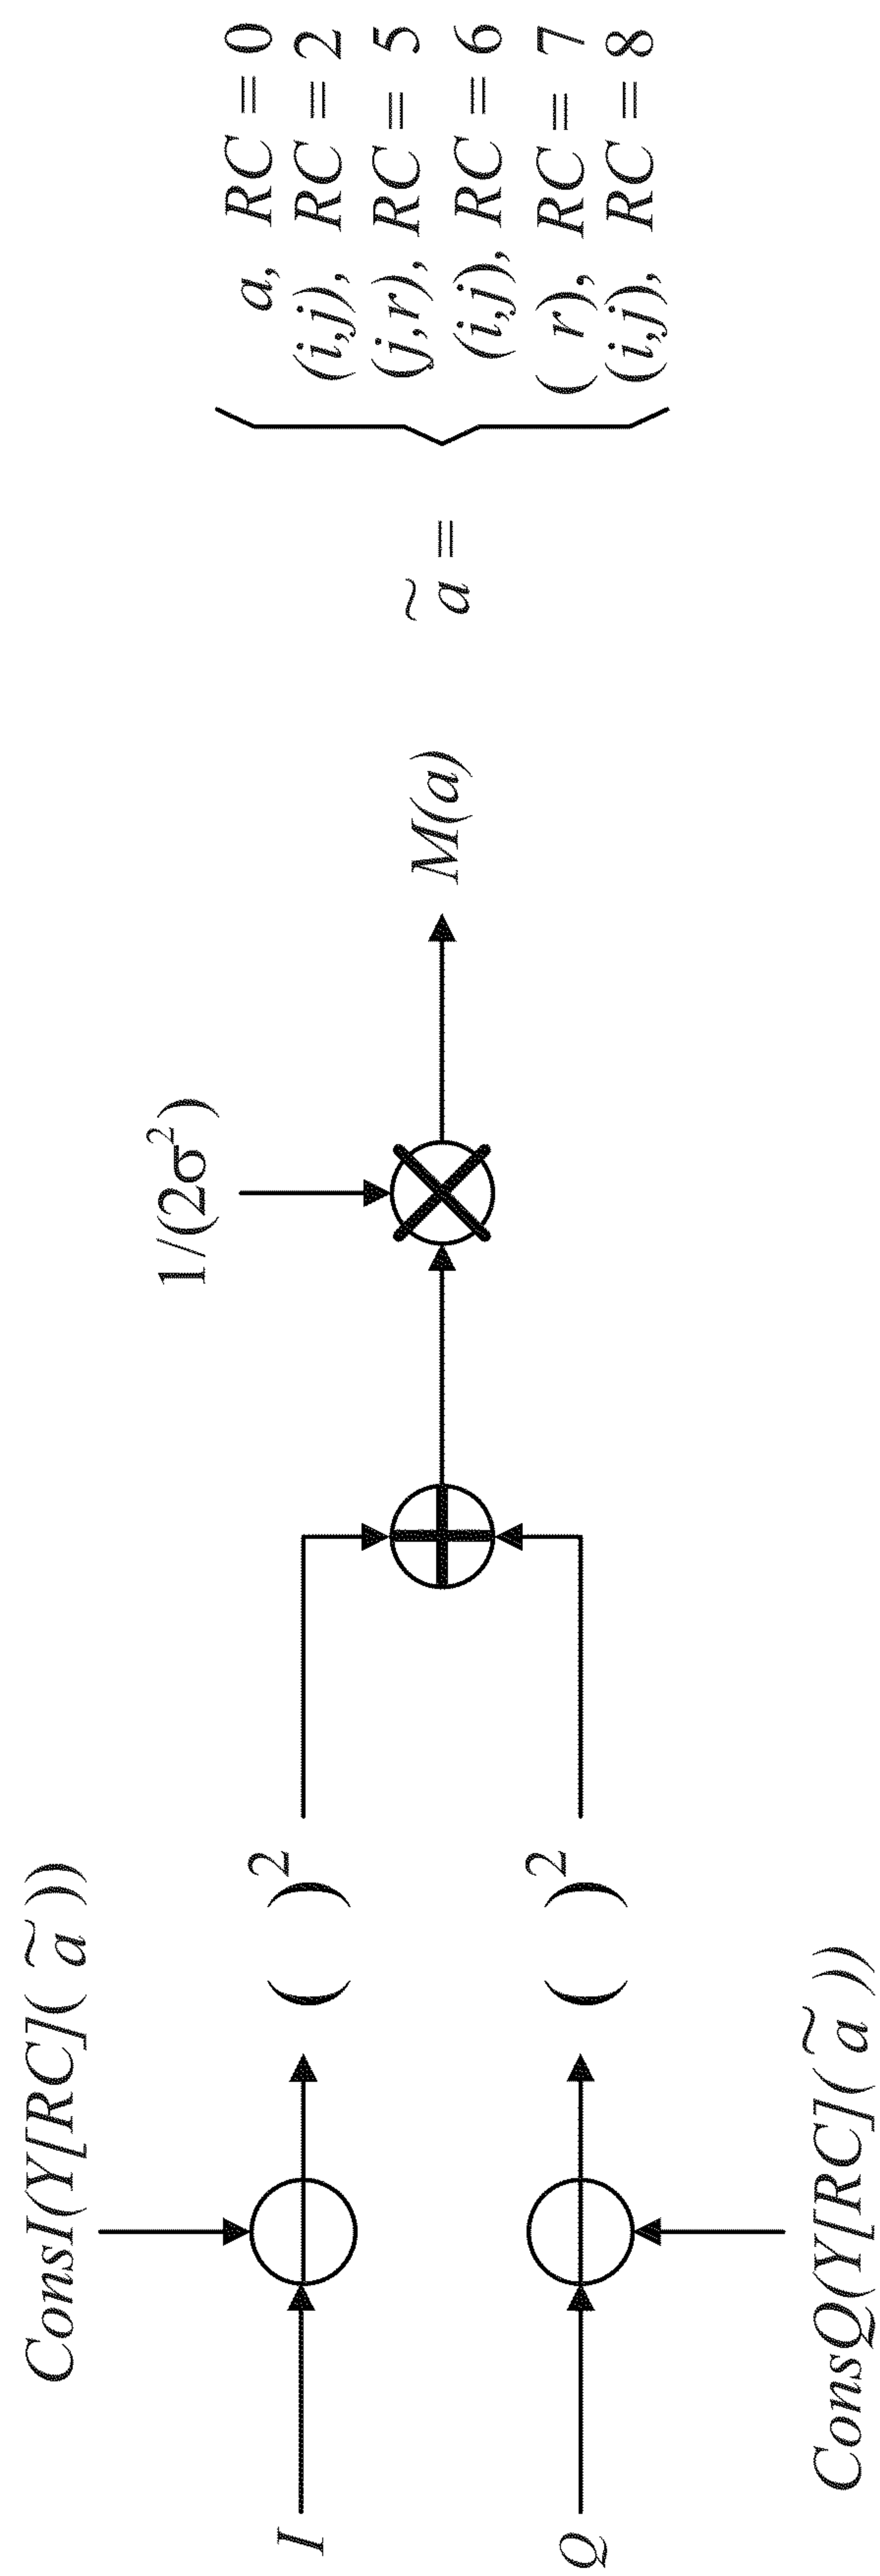 ConsI(Y[RC](ã))
I
( )²
1/(2σ²)
M(a)
Q
( )²
ConsQ(Y[RC](ã))
ã =
a, RC = 0
(i,j), RC = 2
(j,r), RC = 5
(i,j), RC = 6
( r), RC = 7
(i,j), RC = 8